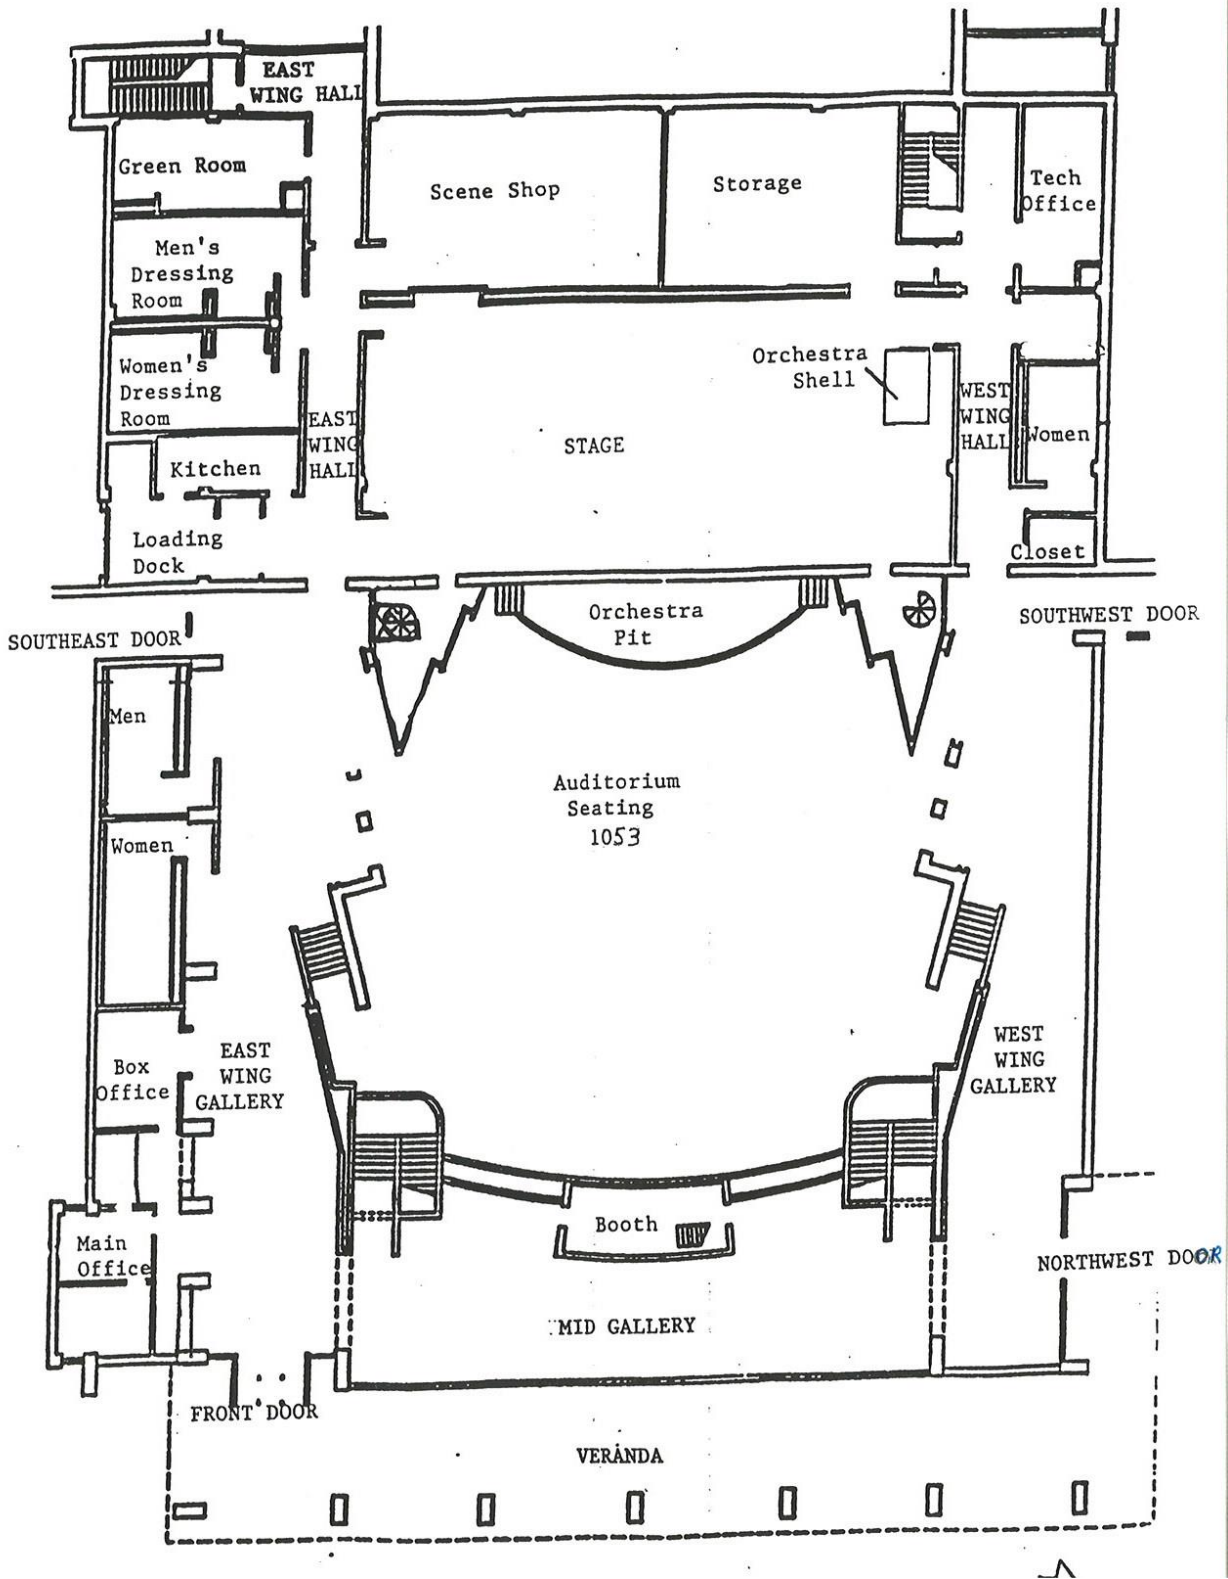 EAST
WING HALL
Green Room
Scene Shop
Storage
Tech
Office
Men's
Dressing
Room
Women's
Dressing
Room
Orchestra
Shell
EAST
WING
HALL
STAGE
WEST
WING
HALL
Women
Kitchen
Loading
Dock
Closet
Orchestra
Pit
SOUTHEAST DOOR
SOUTHWEST DOOR
Men
Auditorium
Seating
1053
Women
Box
Office
EAST
WING
GALLERY
WEST
WING
GALLERY
Booth
Main
Office
NORTHWEST DOOR
MID GALLERY
FRONT DOOR
VERANDA